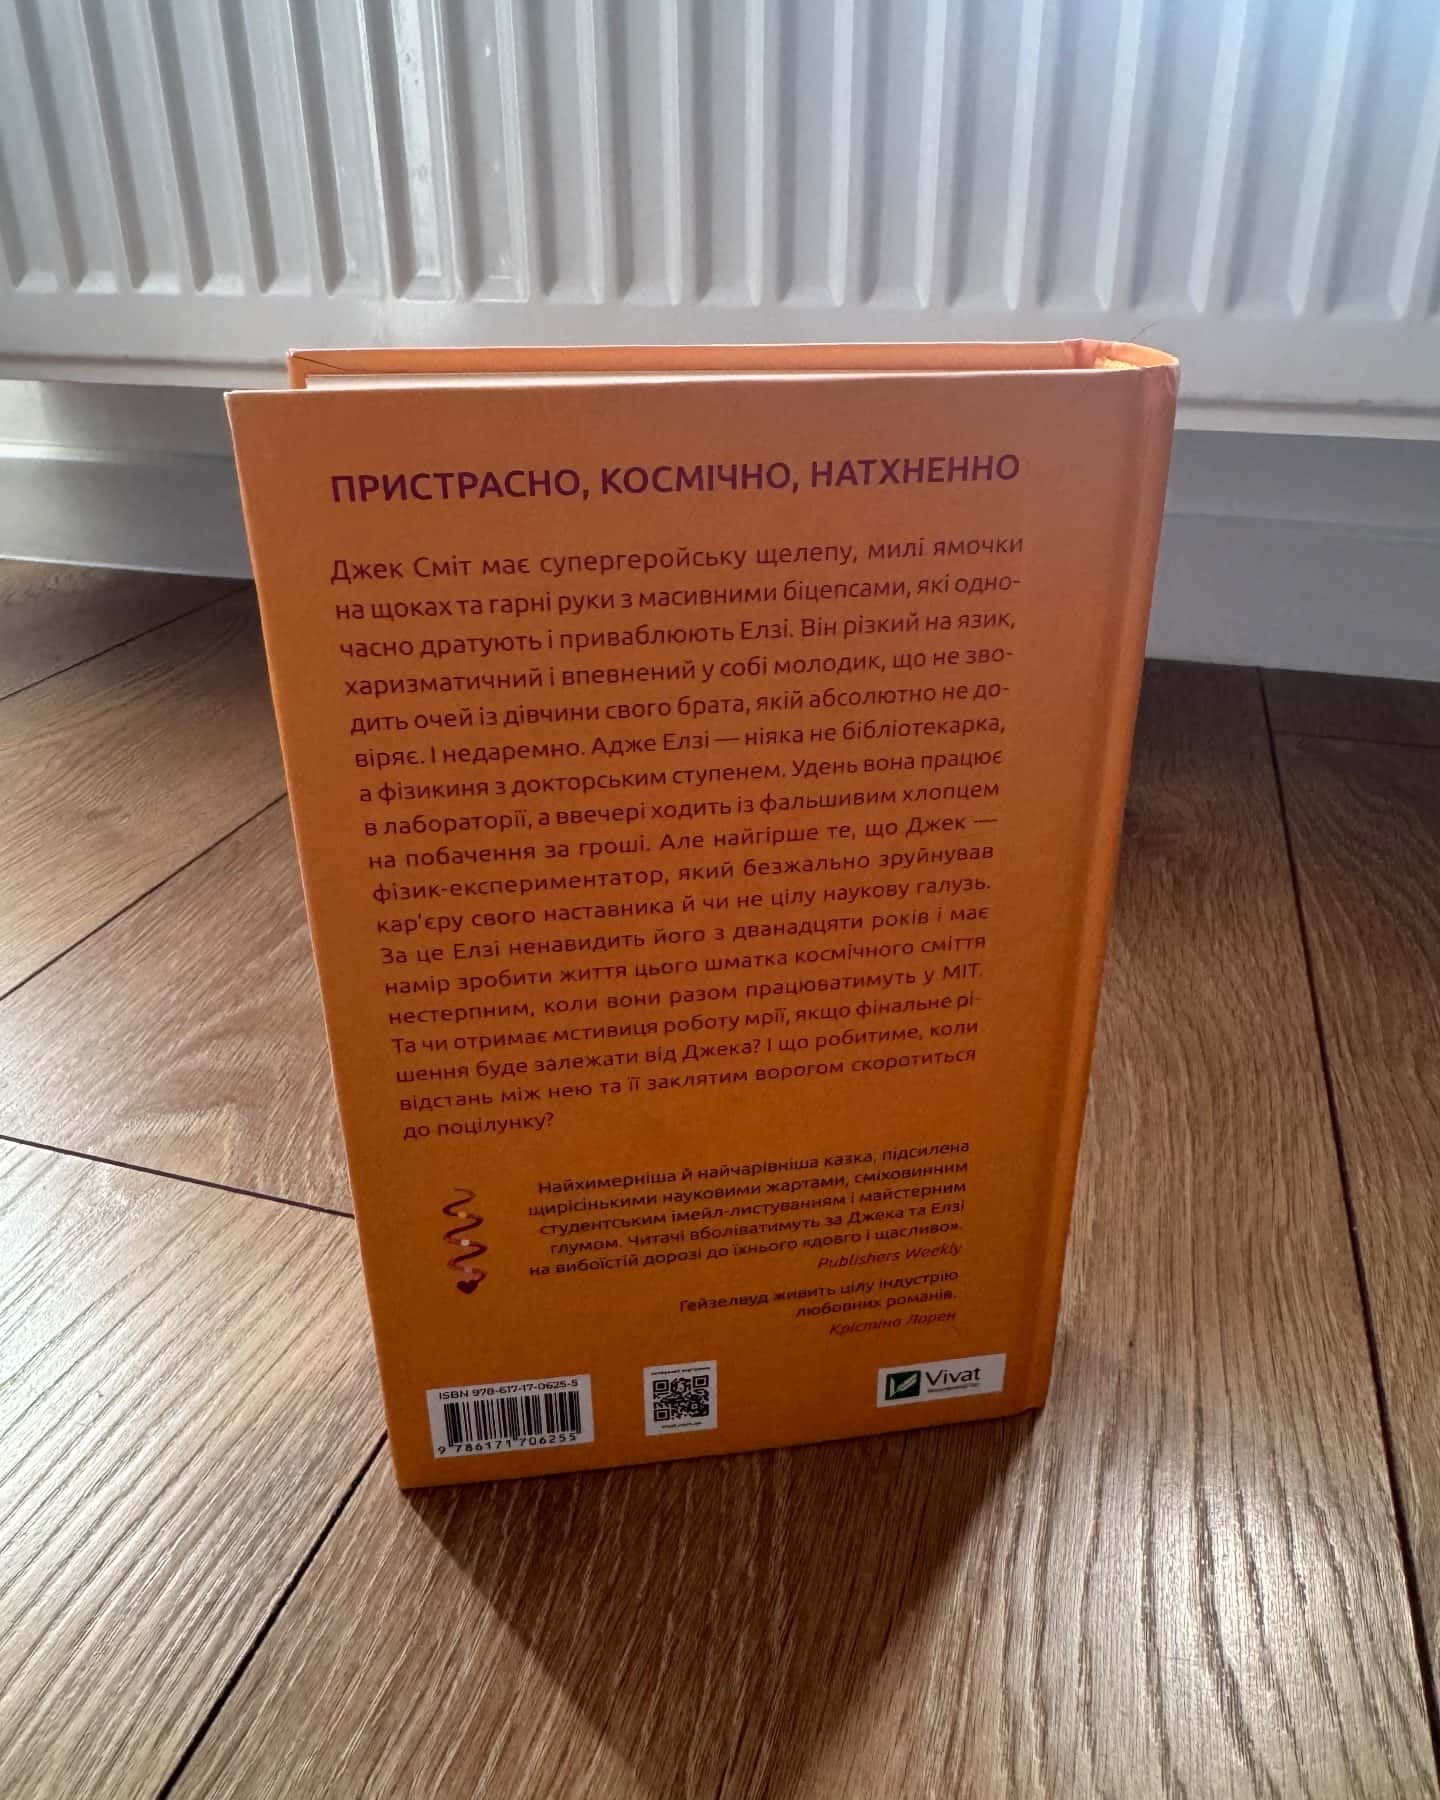 ПРИСТРАСНО, КОСМІЧНО, НАТХНЕННО
Джек Сміт має супергеройську щелепу, милі ямочки
на щоках та гарні руки з масивними біцепсами, які одно-
часно дратують і приваблюють Елзі. Він різкий на язик,
харизматичний і впевнений у собі молодик, що не зво-
дить очей із дівчини свого брата, якій абсолютно не до-
віряє. І недаремно. Адже Елзі — ніяка не бібліотекарка,
а фізикиня з докторським ступенем. Удень вона працює
в лабораторії, а ввечері ходить із фальшивим хлопцем
на побачення за гроші. Але найгірше те, що Джек —
фізик-експериментатор, який безжально зруйнував
кар'єру свого наставника й чи не цілу наукову галузь.
За це Елзі ненавидить його з дванадцяти років і має
намір зробити життя цього шматка космічного сміття
нестерпним, коли вони разом працюватимуть у МІТ.
Та чи отримає мстивиця роботу мрії, якщо фінальне рі-
шення буде залежати від Джека? І що робитиме, коли
відстань між нею та її заклятим ворогом скоротиться
до поцілунку?
Найхимерніша й найчарівніша казка, підсилена
щирісінькими науковими жартами, сміховинним
студентським імейл-листуванням і майстерним
глумом. Читачі вболіватимуть за Джека та Елзі
на вибоїстій дорозі до їхнього «довго і щасливо».
Publishers Weekly
Гейзелвуд живить цілу індустрію
любовних романів.
Крістіна Лорен
ISBN 978-617-17-0625-5
9 786171 706255
Vivat